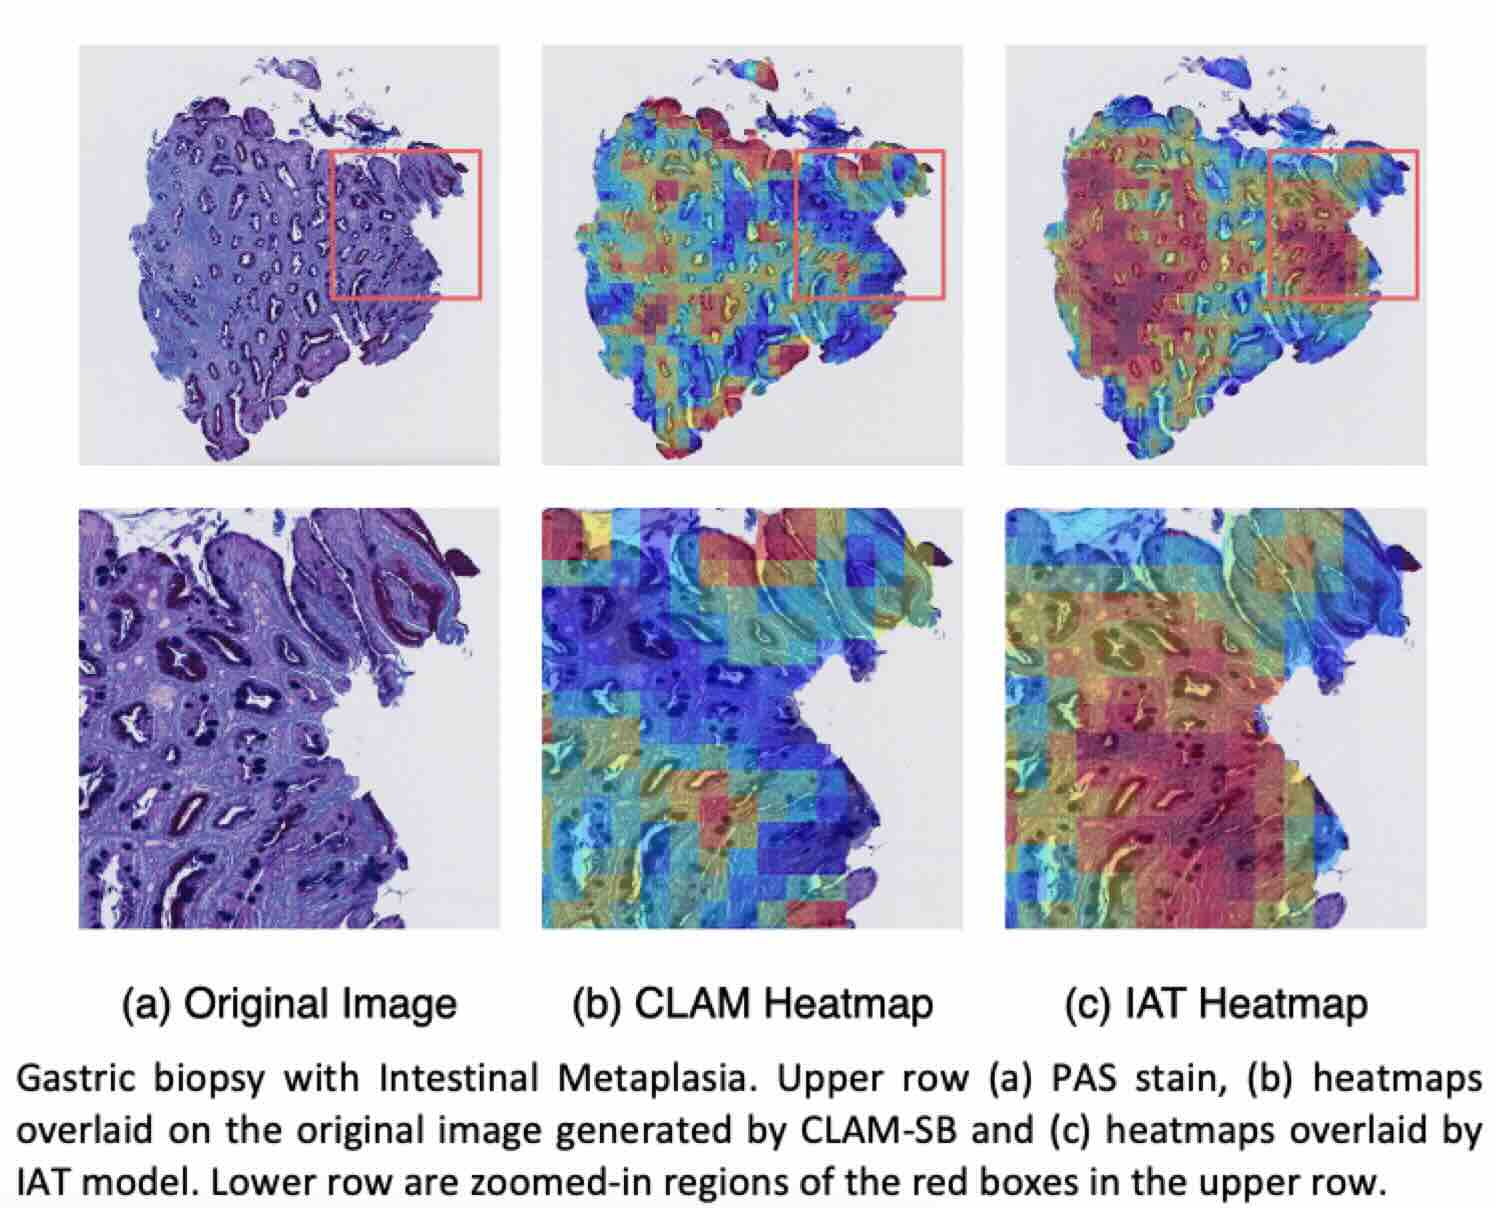 (a) Original Image
(b) CLAM Heatmap
(c) IAT Heatmap
Gastric biopsy with Intestinal Metaplasia. Upper row (a) PAS stain, (b) heatmaps
overlaid on the original image generated by CLAM-SB and (c) heatmaps overlaid by
IAT model. Lower row are zoomed-in regions of the red boxes in the upper row.